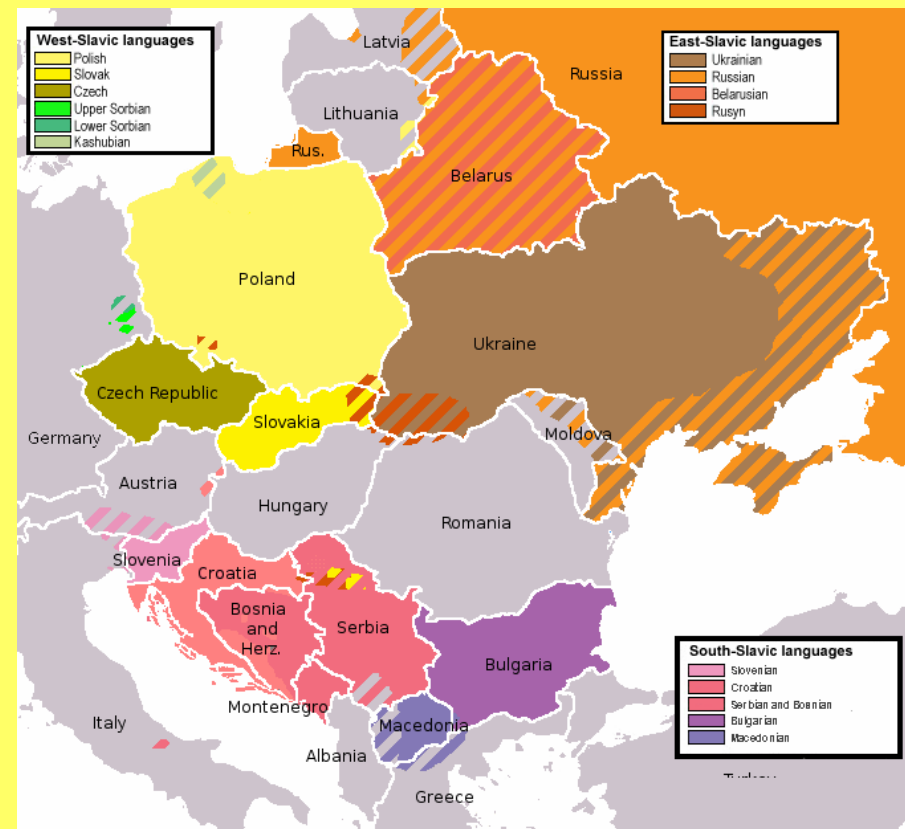 West-Slavic languages
Polish
Slovak
Czech
Upper Sorbian
Lower Sorbian
Kashubian
East-Slavic languages
Ukrainian
Russian
Belarusian
Rusyn
Latvia
Russia
Lithuania
Rus.
Belarus
Poland
Ukraine
Czech Republic
Slovakia
Germany
Moldova
Austria
Hungary
Romania
Slovenia
Croatia
Bosnia
and
Herz.
Serbia
Bulgaria
Montenegro
Italy
Macedonia
Albania
Greece
South-Slavic languages
Slovenian
Croatian
Serbian and Bosnian
Bulgarian
Macedonian